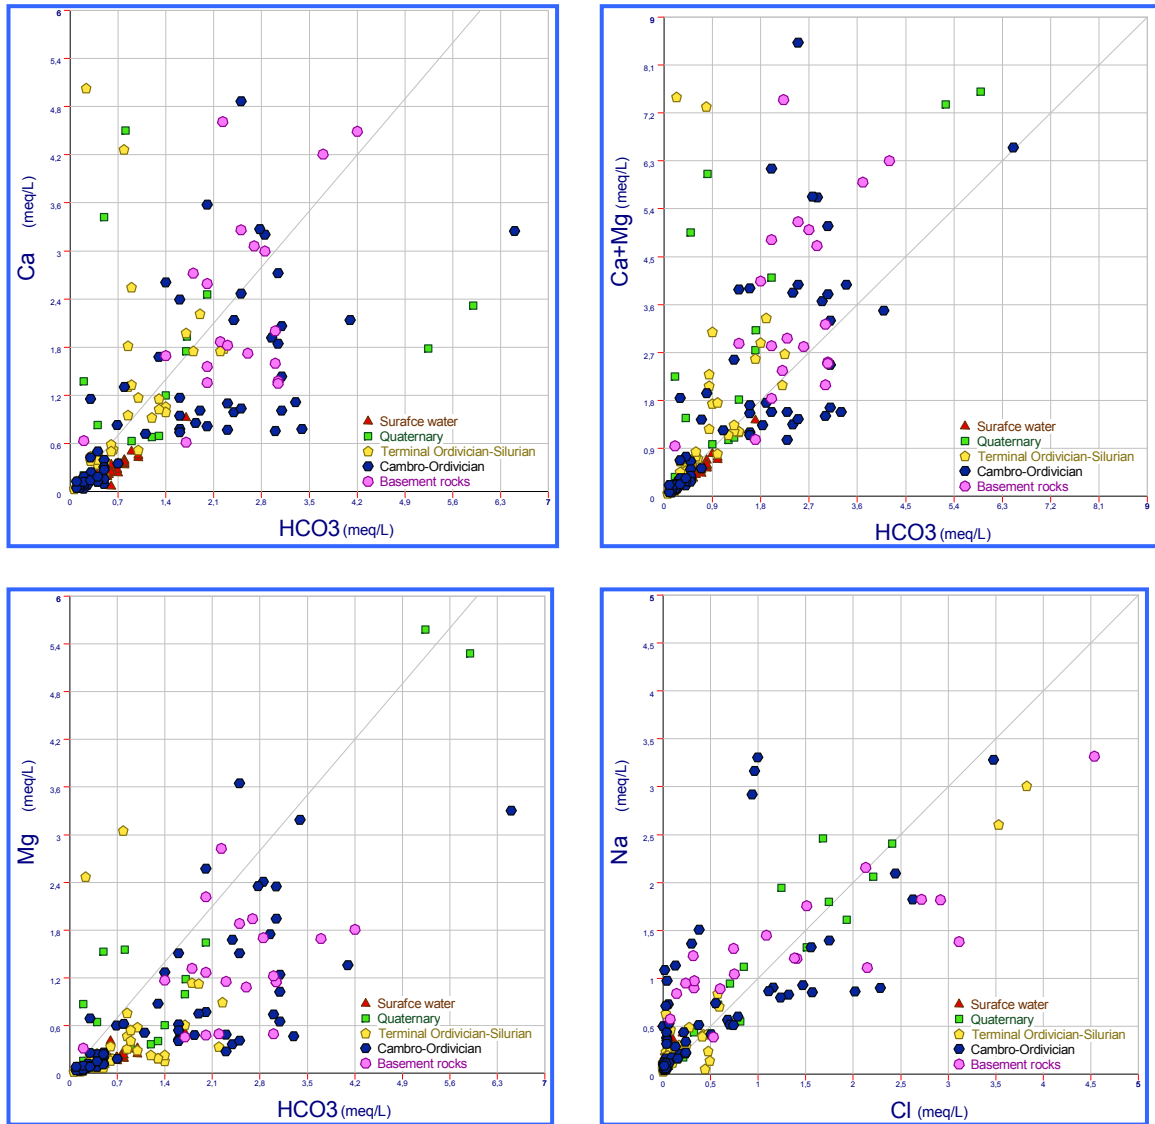 6
5,4
4,8
4,2
3,6
3
2,4
1,8
1,2
0,6
0
Ca (meq/L)
0 0,7 1,4 2,1 2,8 3,5 4,2 4,9 5,6 6,3 7
HCO3 (meq/L)
Surafce water
Quaternary
Terminal Ordivician-Silurian
Cambro-Ordivician
Basement rocks
9
8,1
7,2
6,3
5,4
4,5
3,6
2,7
1,8
0,9
0
Ca+Mg (meq/L)
0 0,9 1,8 2,7 3,6 4,5 5,4 6,3 7,2 8,1 9
HCO3 (meq/L)
Surafce water
Quaternary
Terminal Ordivician-Silurian
Cambro-Ordivician
Basement rocks
6
5,4
4,8
4,2
3,6
3
2,4
1,8
1,2
0,6
0
Mg (meq/L)
0 0,7 1,4 2,1 2,8 3,5 4,2 4,9 5,6 6,3 7
HCO3 (meq/L)
Surafce water
Quaternary
Terminal Ordivician-Silurian
Cambro-Ordivician
Basement rocks
5
4,5
4
3,5
3
2,5
2
1,5
1
0,5
0
Na (meq/L)
0 0,5 1 1,5 2 2,5 3 3,5 4 4,5 5
Cl (meq/L)
Surafce water
Quaternary
Terminal Ordivician-Silurian
Cambro-Ordivician
Basement rocks